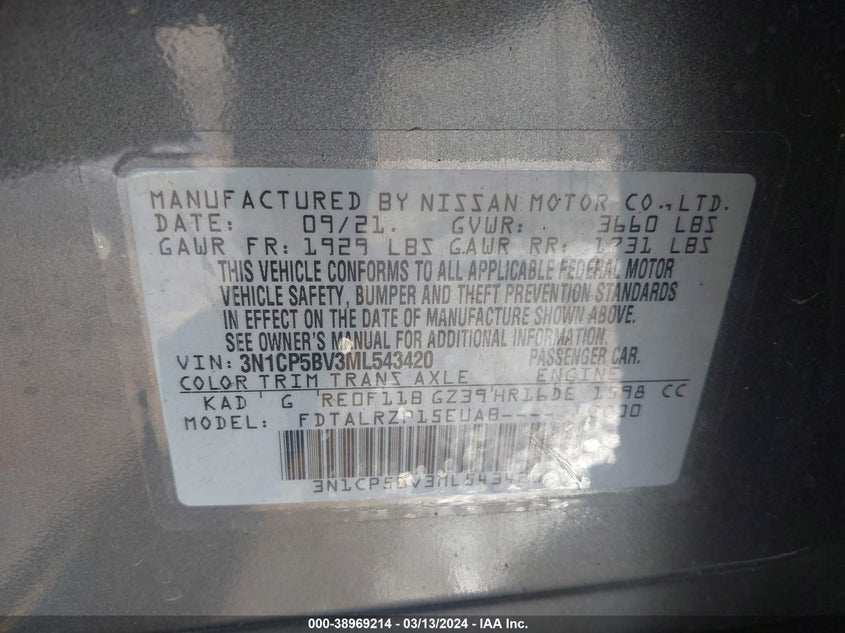 MANUFACTURED BY NISSAN MOTOR CO.,LTD.
DATE: 09/21. GVWR: 3660 LBS
GAWR FR: 1929 LBS GAWR RR: 1731 LBS
THIS VEHICLE CONFORMS TO ALL APPLICABLE FEDERAL MOTOR
VEHICLE SAFETY, BUMPER AND THEFT PREVENTION STANDARDS
IN EFFECT ON THE DATE OF MANUFACTURE SHOWN ABOVE.
SEE OWNER'S MANUAL FOR ADDITIONAL INFORMATION.
VIN: 3N1CP5BV3ML543420 PASSENGER CAR.
COLOR TRIM TRANS AXLE ENGINE
KAD G RE0F11B GZ39 HR16DE 1598 CC
MODEL:
000-38969214 - 03/13/2024 - IAA, Inc.